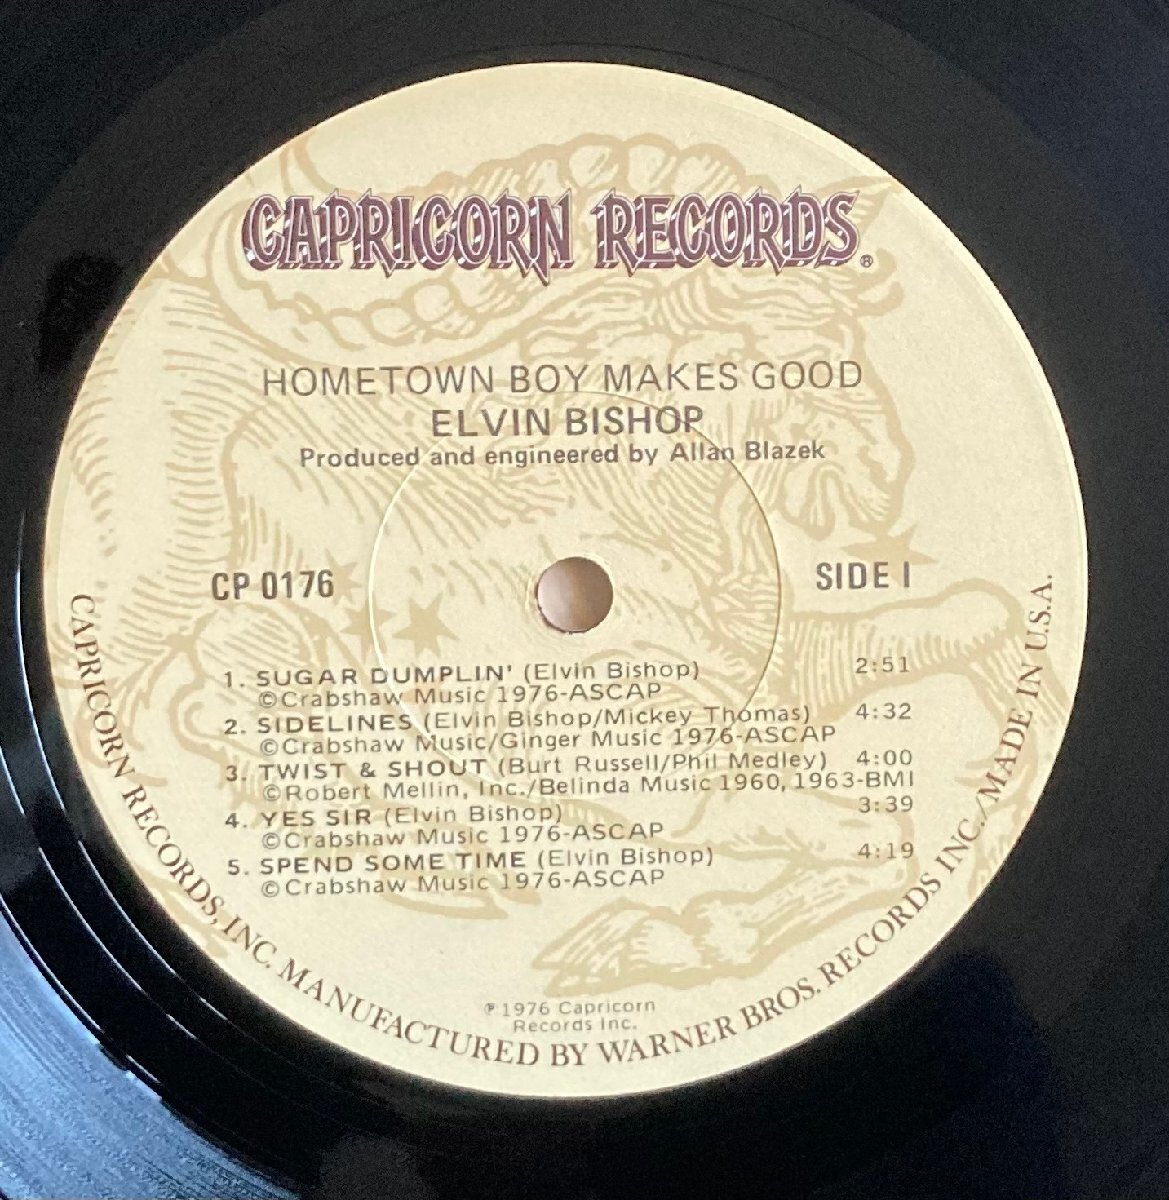 CAPRICORN RECORDS®
HOMETOWN BOY MAKES GOOD
ELVIN BISHOP
Produced and engineered by Allan Blazek
CP 0176
SIDE I
1. SUGAR DUMPLIN' (Elvin Bishop) 2:51
©Crabshaw Music 1976-ASCAP
2. SIDELINES (Elvin Bishop/Mickey Thomas) 4:32
©Crabshaw Music/Ginger Music 1976-ASCAP
3. TWIST & SHOUT (Burt Russell/Phil Medley) 4:00
©Robert Mellin, Inc./Belinda Music 1960, 1963-BMI
4. YES SIR (Elvin Bishop) 3:39
©Crabshaw Music 1976-ASCAP
5. SPEND SOME TIME (Elvin Bishop) 4:19
©Crabshaw Music 1976-ASCAP
℗1976 Capricorn
Records Inc.
CAPRICORN RECORDS, INC. MANUFACTURED BY WARNER BROS. RECORDS INC./MADE IN U.S.A.